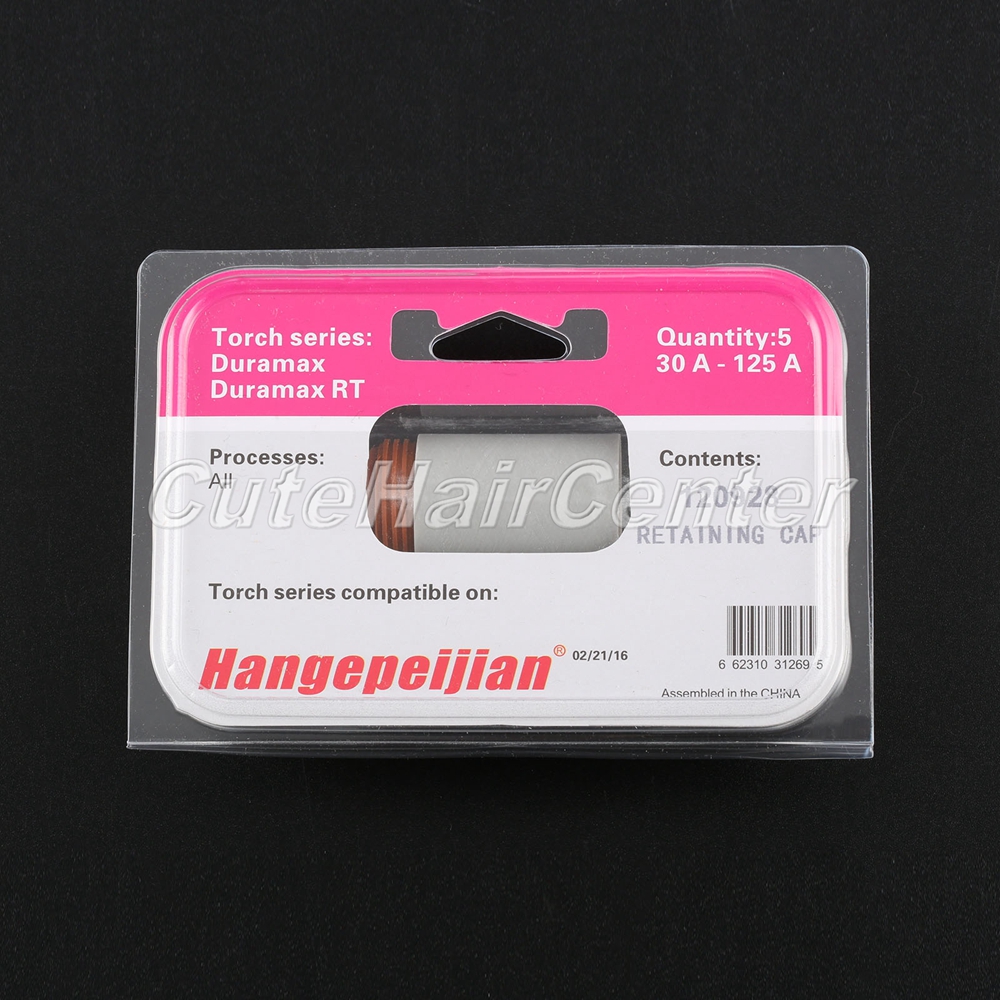 Torch series:
Duramax
Duramax RT
Quantity:5
30 A - 125 A
Processes:
All
Contents:
120928
RETAINING CAP
CuteHairCenter
Torch series compatible on:
Hangepeijian® 02/21/16
6 62310 31269 5
Assembled in the CHINA